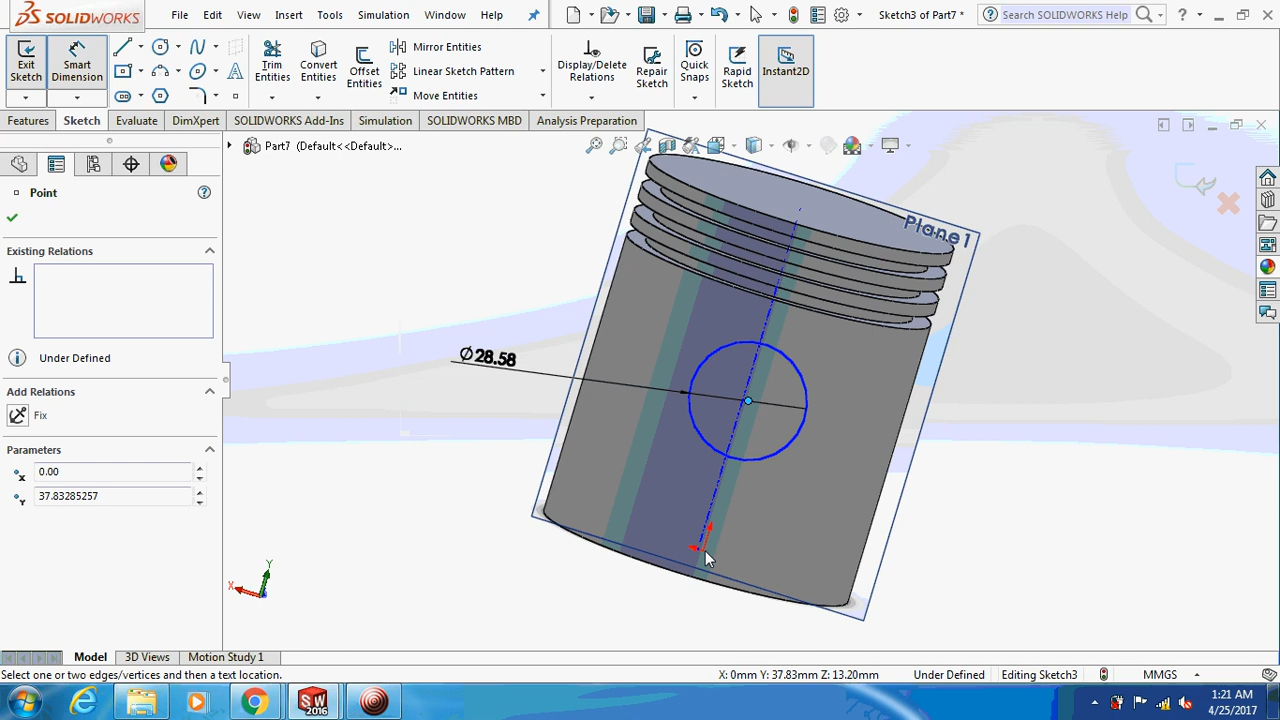 SOLIDWORKS File Edit View Insert Tools Simulation Window Help Sketch3 of Part7 * Search SOLIDWORKS Help
Exit Sketch
Smart Dimension
Trim Entities
Convert Entities
Offset Entities
Mirror Entities
Linear Sketch Pattern
Move Entities
Display/Delete Relations
Repair Sketch
Quick Snaps
Rapid Sketch
Instant2D
Features Sketch Evaluate DimXpert SOLIDWORKS Add-Ins Simulation SOLIDWORKS MBD Analysis Preparation
Part7 (Default<<Default>...
Point
Existing Relations
Under Defined
Add Relations
Fix
Parameters
0.00
37.83285257
Plane1
∅28.58
X
Y
Model 3D Views Motion Study 1
Select one or two edges/vertices and then a text location. X: 0mm Y: 37.83mm Z: 13.20mm Under Defined Editing Sketch3 MMGS
SW 2016
1:21 AM
4/25/2017